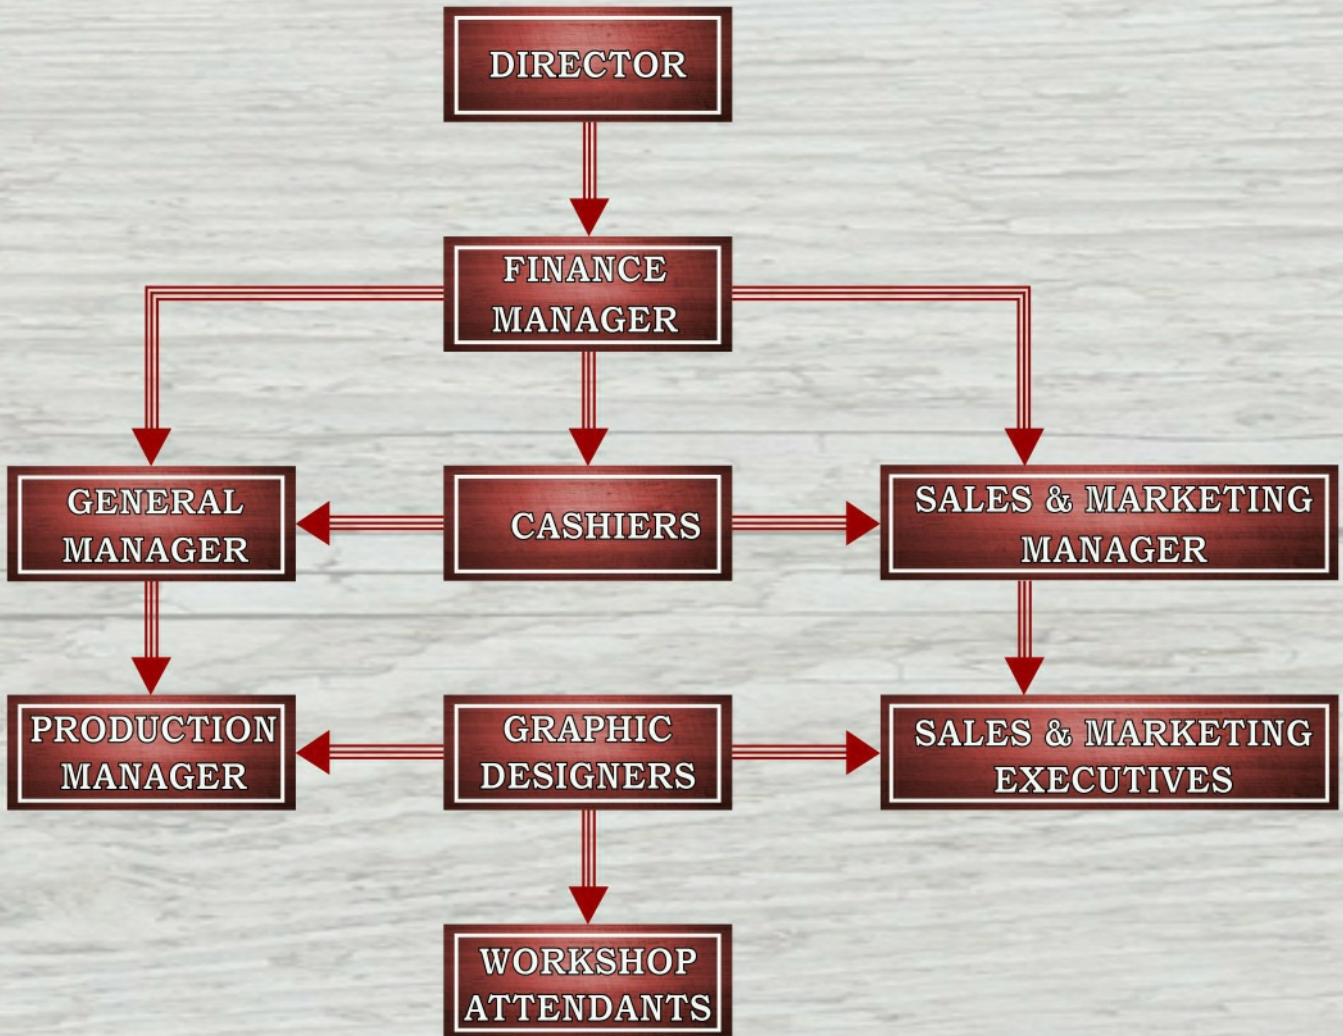 DIRECTOR
FINANCE
MANAGER
GENERAL
MANAGER
CASHIERS
SALES & MARKETING
MANAGER
PRODUCTION
MANAGER
GRAPHIC
DESIGNERS
SALES & MARKETING
EXECUTIVES
WORKSHOP
ATTENDANTS